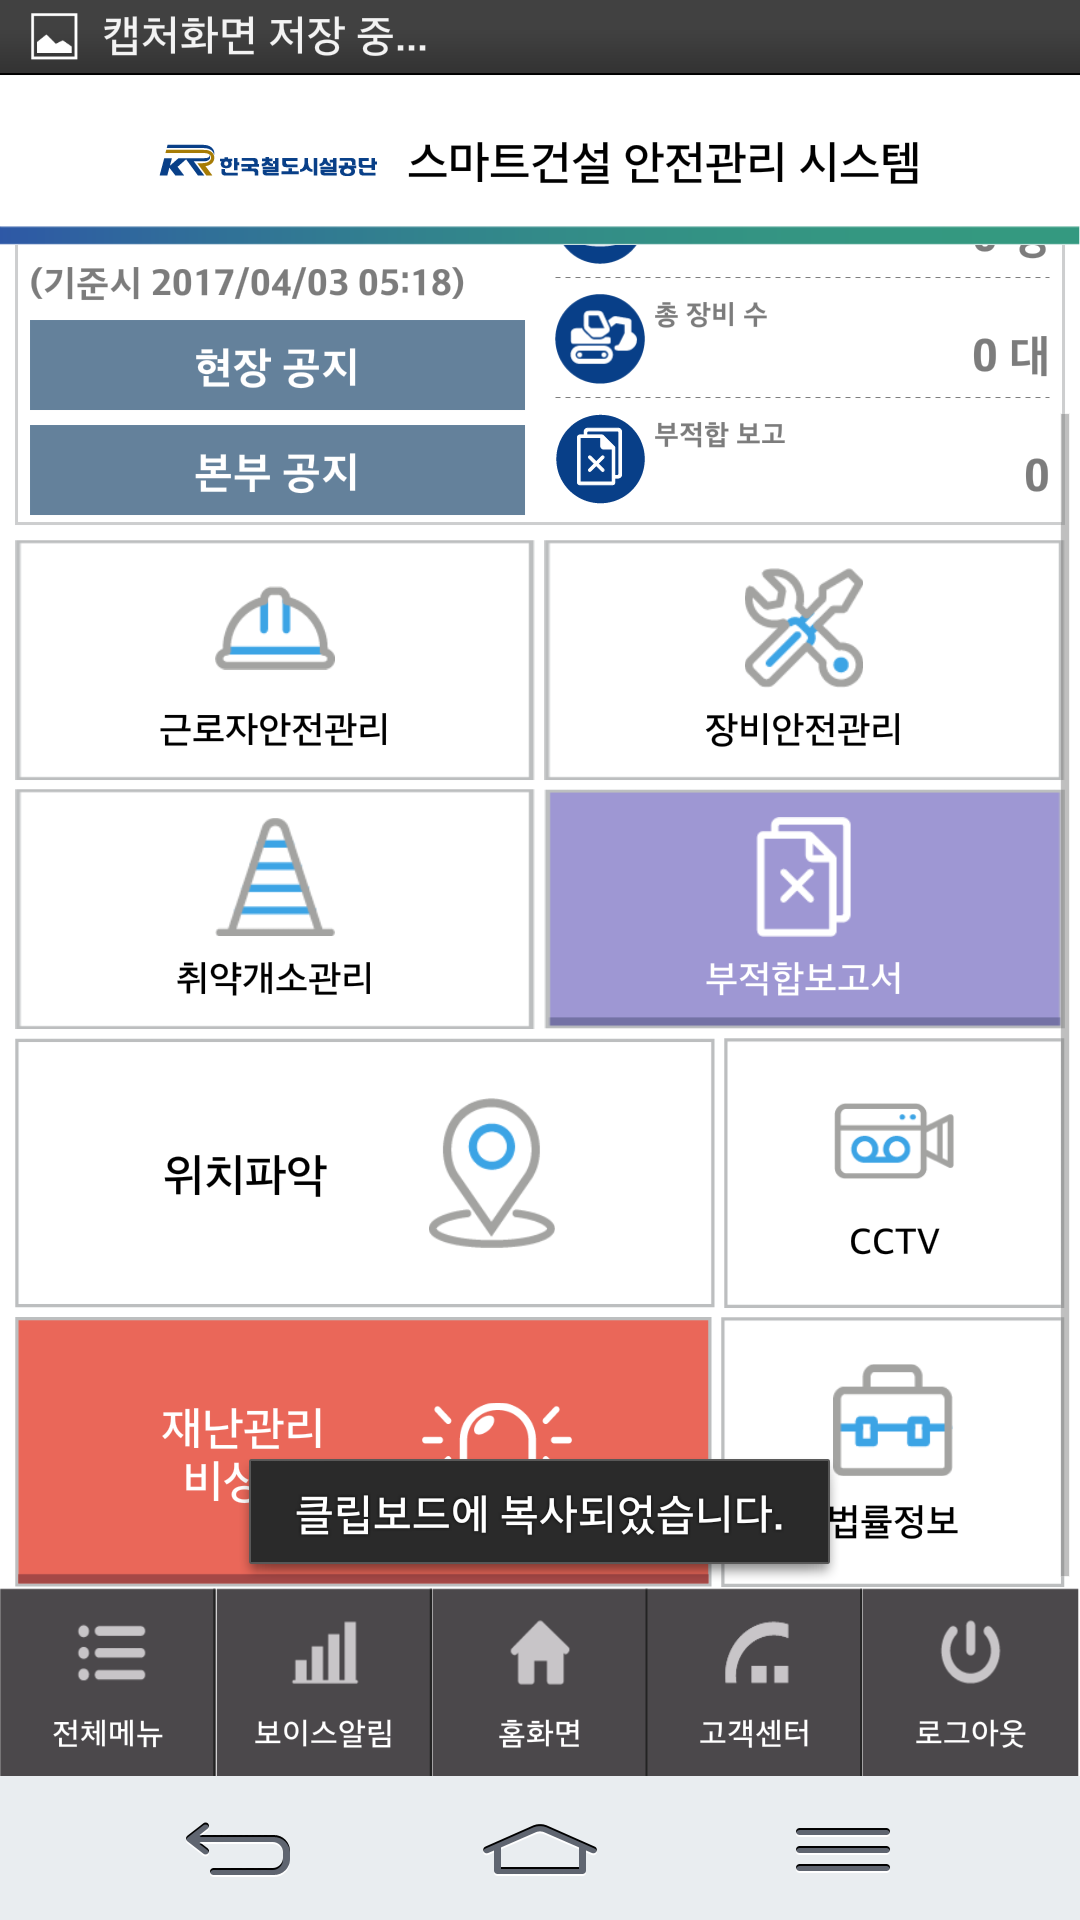 캡처화면 저장 중...
KR 한국철도시설공단 스마트건설 안전관리 시스템
(기준시 2017/04/03 05:18)
총 장비 수
0 대
현장 공지
부적합 보고
0
본부 공지
근로자안전관리
장비안전관리
취약개소관리
부적합보고서
위치파악
CCTV
재난관리
비상
클립보드에 복사되었습니다.
법률정보
전체메뉴
보이스알림
홈화면
고객센터
로그아웃